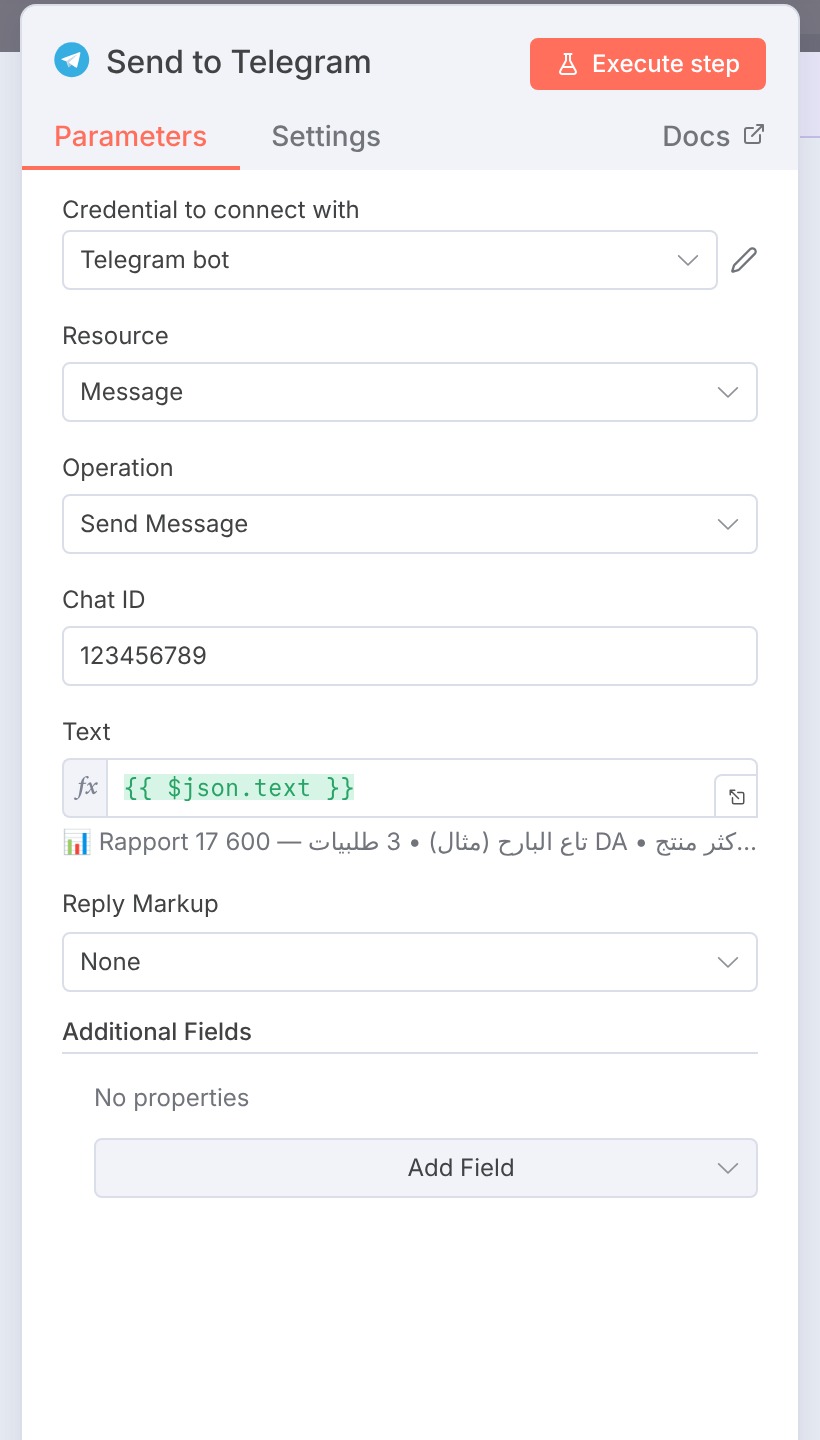 Send to Telegram
Execute step
Parameters
Settings
Docs
Credential to connect with
Telegram bot
Resource
Message
Operation
Send Message
Chat ID
123456789
Text
fx {{ $json.text }}
📊 Rapport تاع البارح (مثال) • 3 طلبيات — 17 600 DA • …كثر منتج
Reply Markup
None
Additional Fields
No properties
Add Field